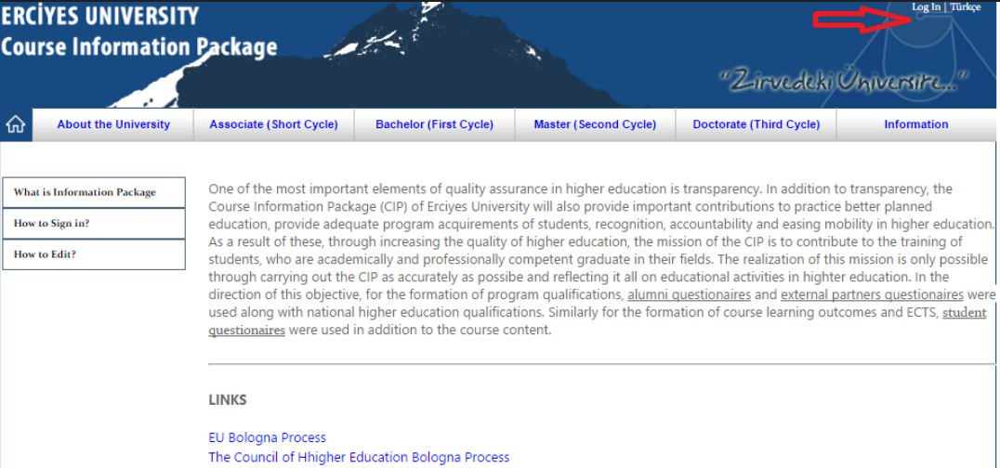 ERCİYES UNIVERSITY
Course Information Package
Log In | Türkçe
"Zirvedeki Üniversite..."
About the University
Associate (Short Cycle)
Bachelor (First Cycle)
Master (Second Cycle)
Doctorate (Third Cycle)
Information
What is Information Package
How to Sign in?
How to Edit?
One of the most important elements of quality assurance in higher education is transparency. In addition to transparency, the
Course Information Package (CIP) of Erciyes University will also provide important contributions to practice better planned
education, provide adequate program acquirements of students, recognition, accountability and easing mobility in higher education.
As a result of these, through increasing the quality of higher education, the mission of the CIP is to contribute to the training of
students, who are academically and professionally competent graduate in their fields. The realization of this mission is only possible
through carrying out the CIP as accurately as possibe and reflecting it all on educational activities in highter education. In the
direction of this objective, for the formation of program qualifications, alumni questionaires and external partners questionaires were
used along with national higher education qualifications. Similarly for the formation of course learning outcomes and ECTS, student
questionaires were used in addition to the course content.
LINKS
EU Bologna Process
The Council of Hhigher Education Bologna Process